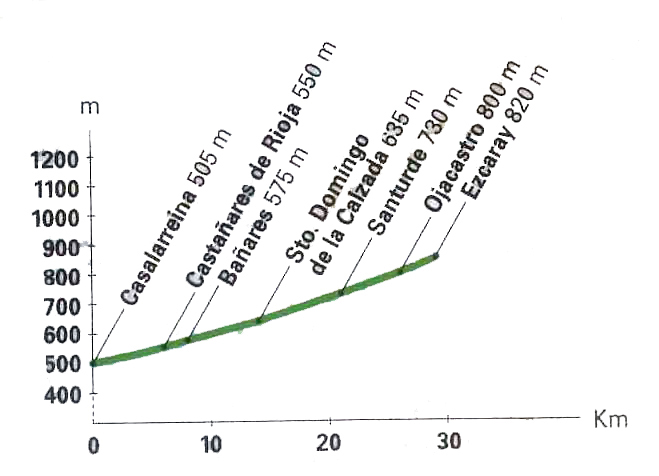 m
1200
1100
1000
900
800
700
600
500
400
Casalarreina 505 m
Castañares de Rioja 550 m
Bañares 575 m
Sto. Domingo
de la Calzada 635 m
Santurde 730 m
Ojacastro 800 m
Ezcaray 820 m
0 10 20 30 Km